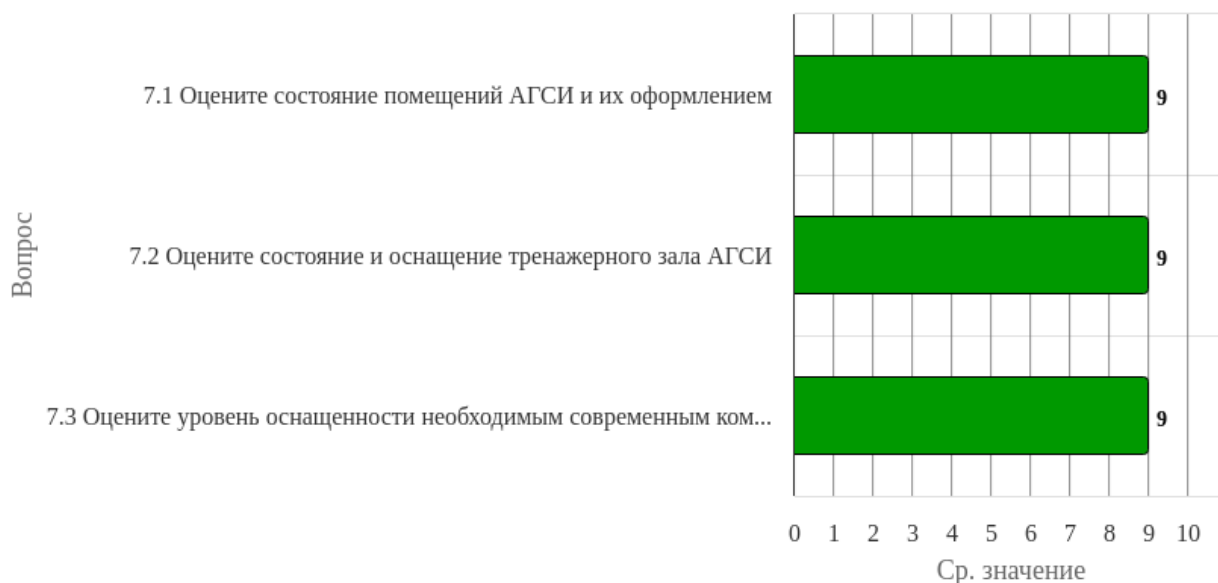 7.1 Оцените состояние помещений АГСИ и их оформлением
9
7.2 Оцените состояние и оснащение тренажерного зала АГСИ
9
7.3 Оцените уровень оснащенности необходимым современным ком...
9
Вопрос
0 1 2 3 4 5 6 7 8 9 10
Ср. значение